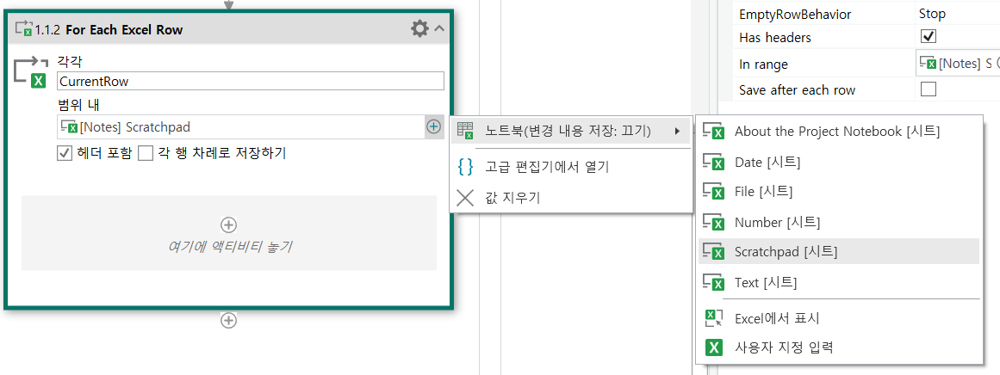 1.1.2 For Each Excel Row
각각
CurrentRow
범위 내
[Notes] Scratchpad
헤더 포함 각 행 차례로 저장하기
여기에 액티비티 놓기
노트북(변경 내용 저장: 끄기)
고급 편집기에서 열기
값 지우기
EmptyRowBehavior Stop
Has headers
In range [Notes] S
Save after each row
About the Project Notebook [시트]
Date [시트]
File [시트]
Number [시트]
Scratchpad [시트]
Text [시트]
Excel에서 표시
사용자 지정 입력